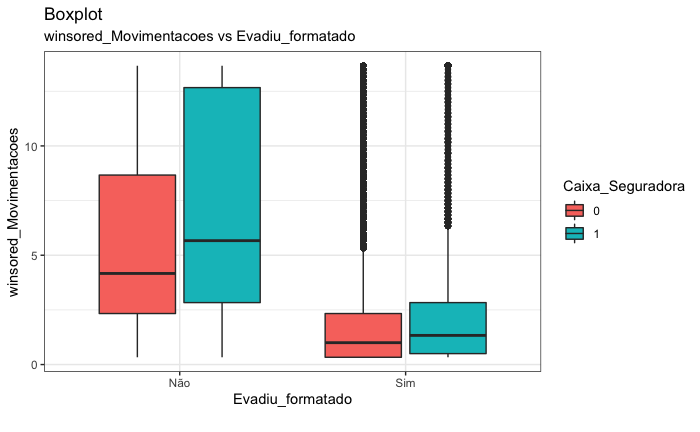 Boxplot
winsored_Movimentacoes vs Evadiu_formatado
winsored_Movimentacoes
10
5
0
Não
Sim
Evadiu_formatado
Caixa_Seguradora
0
1